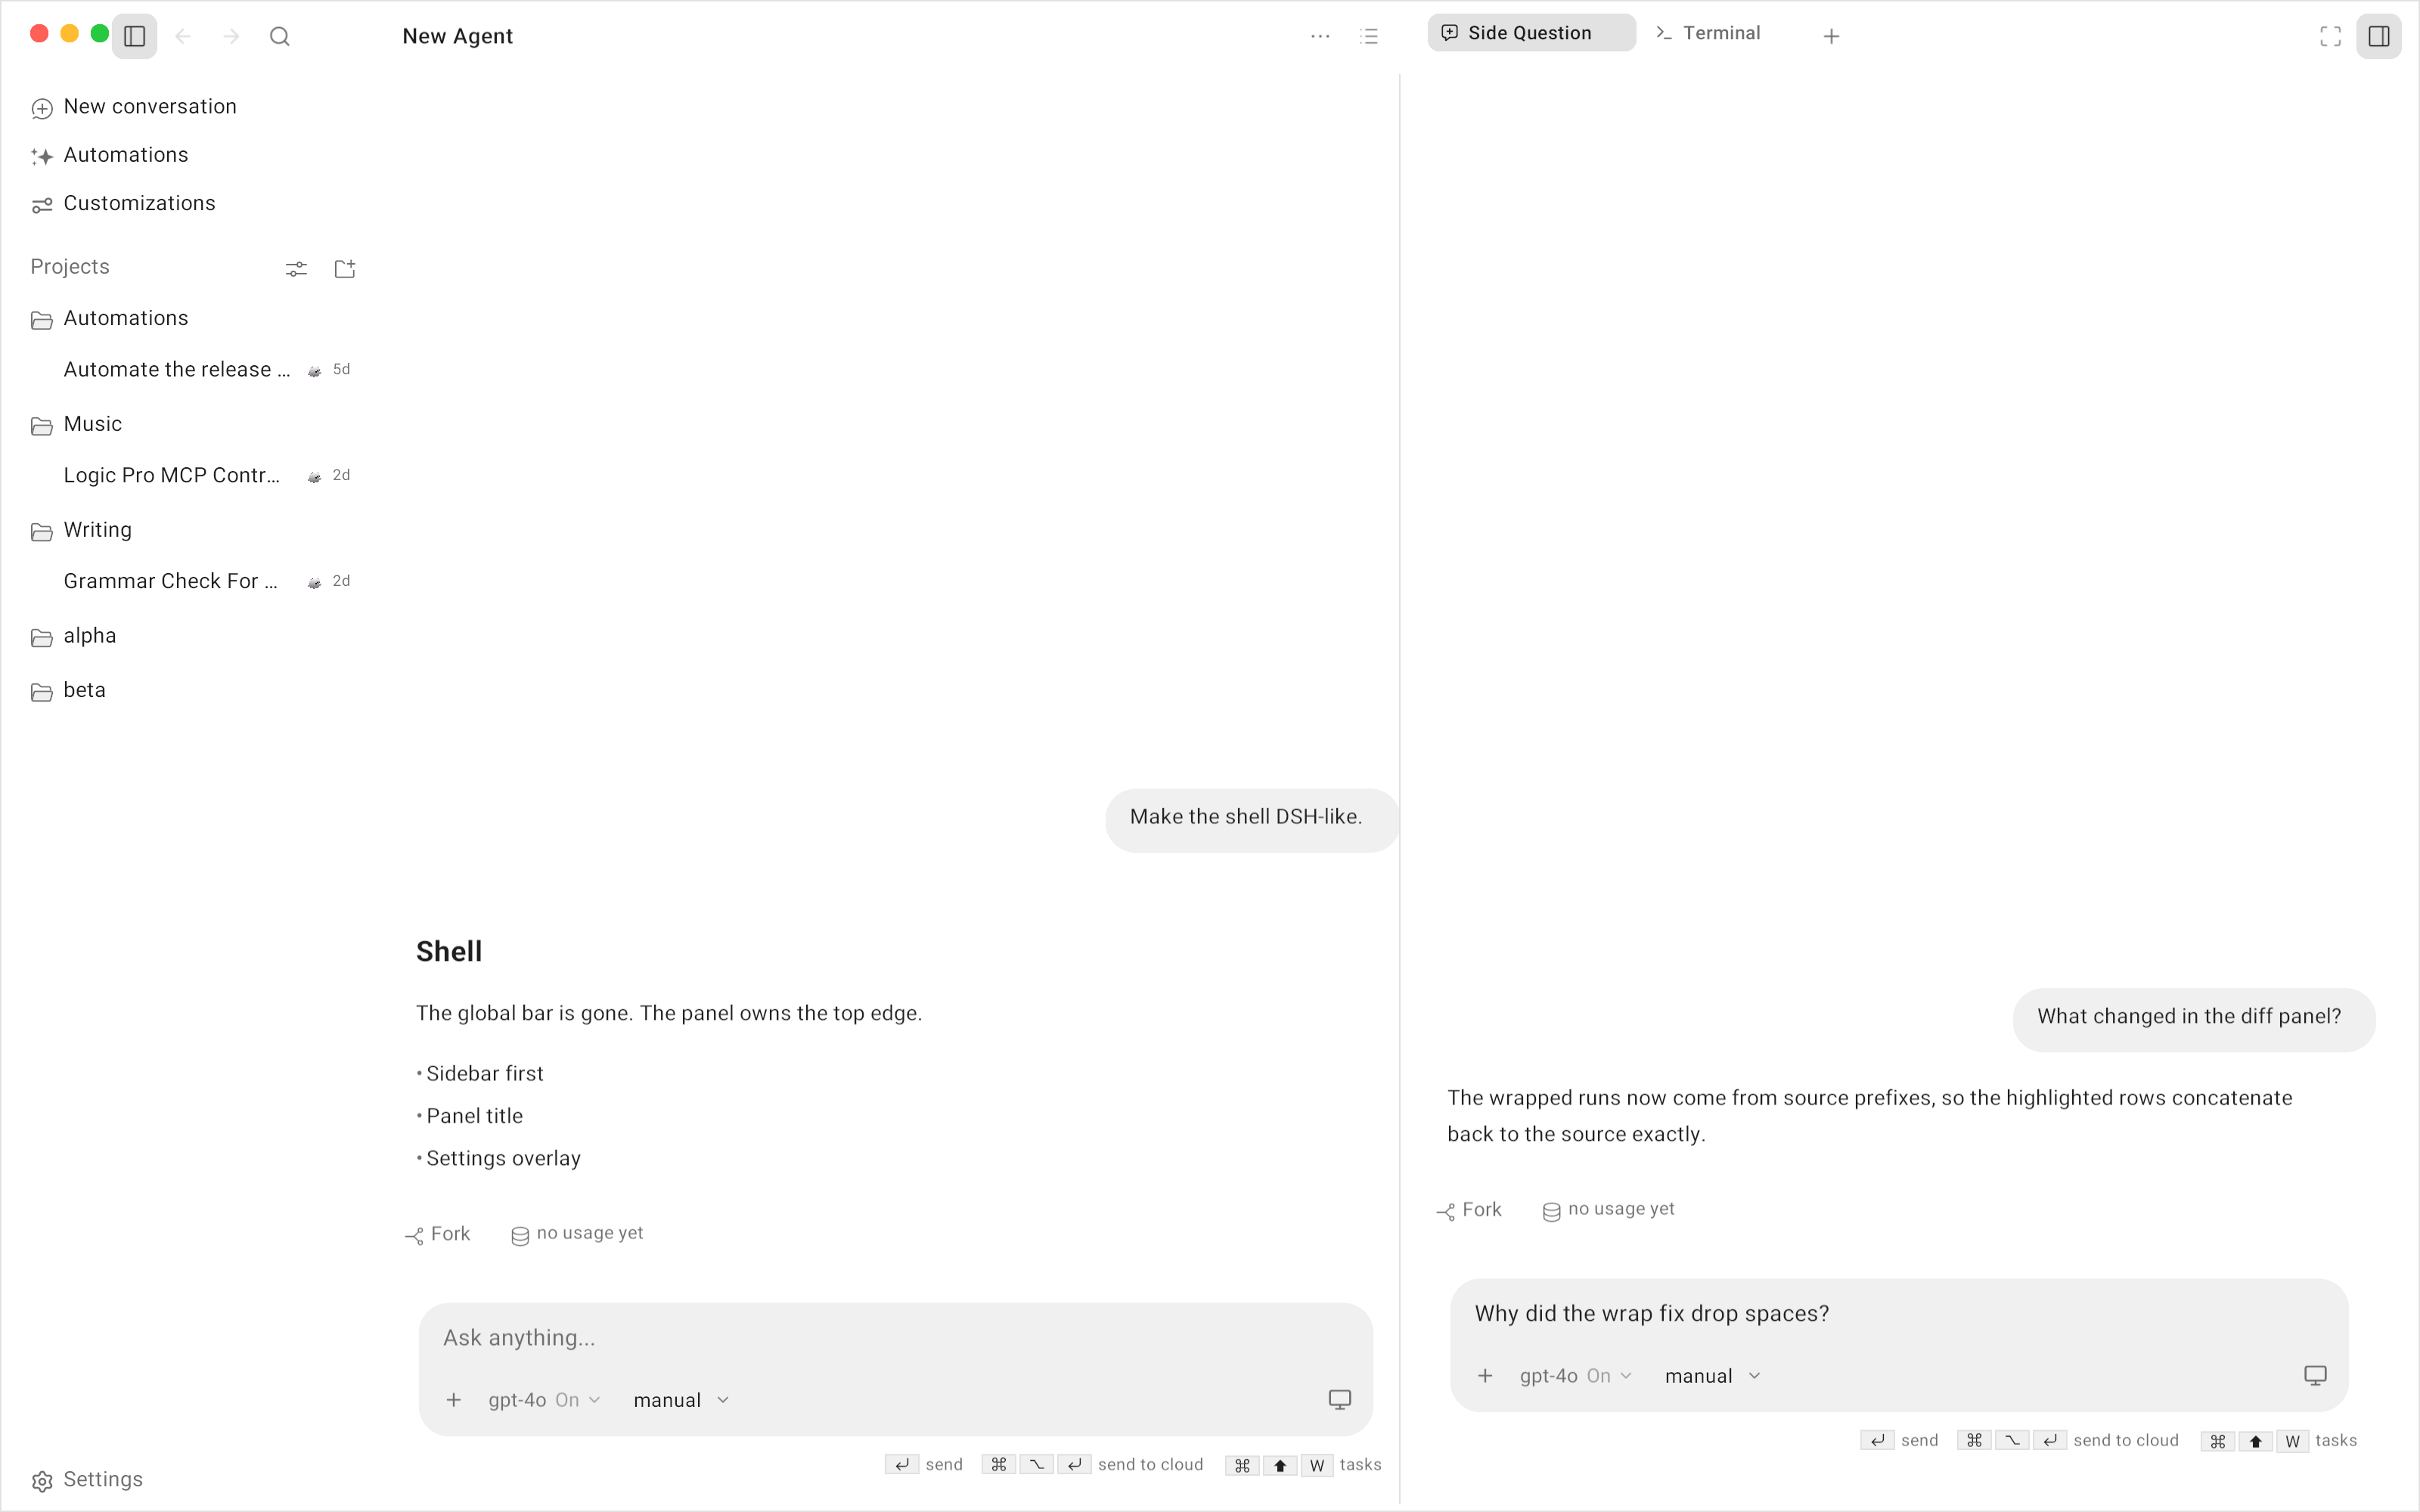 New Agent
Side Question
Terminal
New conversation
Automations
Customizations
Projects
Automations
Automate the release ... 5d
Music
Logic Pro MCP Contr... 2d
Writing
Grammar Check For ... 2d
alpha
beta
Settings
Make the shell DSH-like.
Shell
The global bar is gone. The panel owns the top edge.
• Sidebar first
• Panel title
• Settings overlay
Fork no usage yet
Ask anything...
gpt-4o On manual
send ⌘ ⌥ send to cloud ⌘ W tasks
What changed in the diff panel?
The wrapped runs now come from source prefixes, so the highlighted rows concatenate
back to the source exactly.
Fork no usage yet
Why did the wrap fix drop spaces?
gpt-4o On manual
send ⌘ ⌥ send to cloud ⌘ W tasks